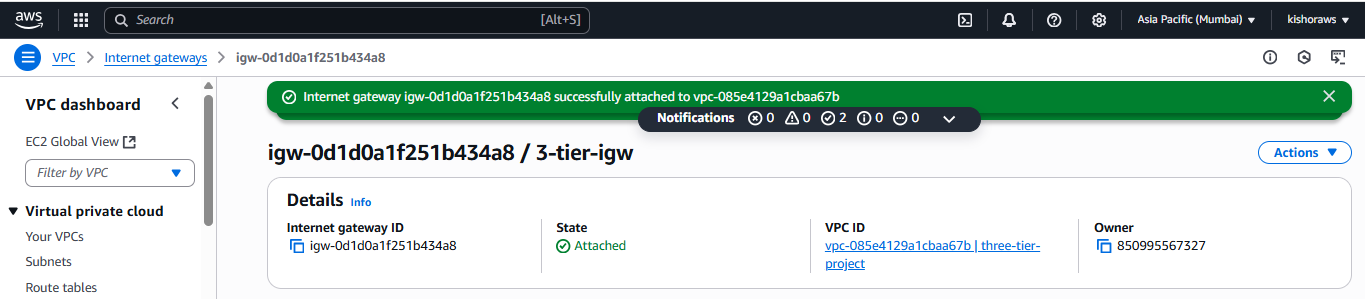 aws
Search [Alt+S]
Asia Pacific (Mumbai) kishoraws
VPC Internet gateways igw-0d1d0a1f251b434a8
VPC dashboard
EC2 Global View
Filter by VPC
Virtual private cloud
Your VPCs
Subnets
Route tables
Internet gateway igw-0d1d0a1f251b434a8 successfully attached to vpc-085e4129a1cbaa67b
Notifications 0 0 2 0 0
igw-0d1d0a1f251b434a8 / 3-tier-igw
Actions
Details Info
Internet gateway ID
igw-0d1d0a1f251b434a8
State
Attached
VPC ID
vpc-085e4129a1cbaa67b | three-tier-
project
Owner
850995567327